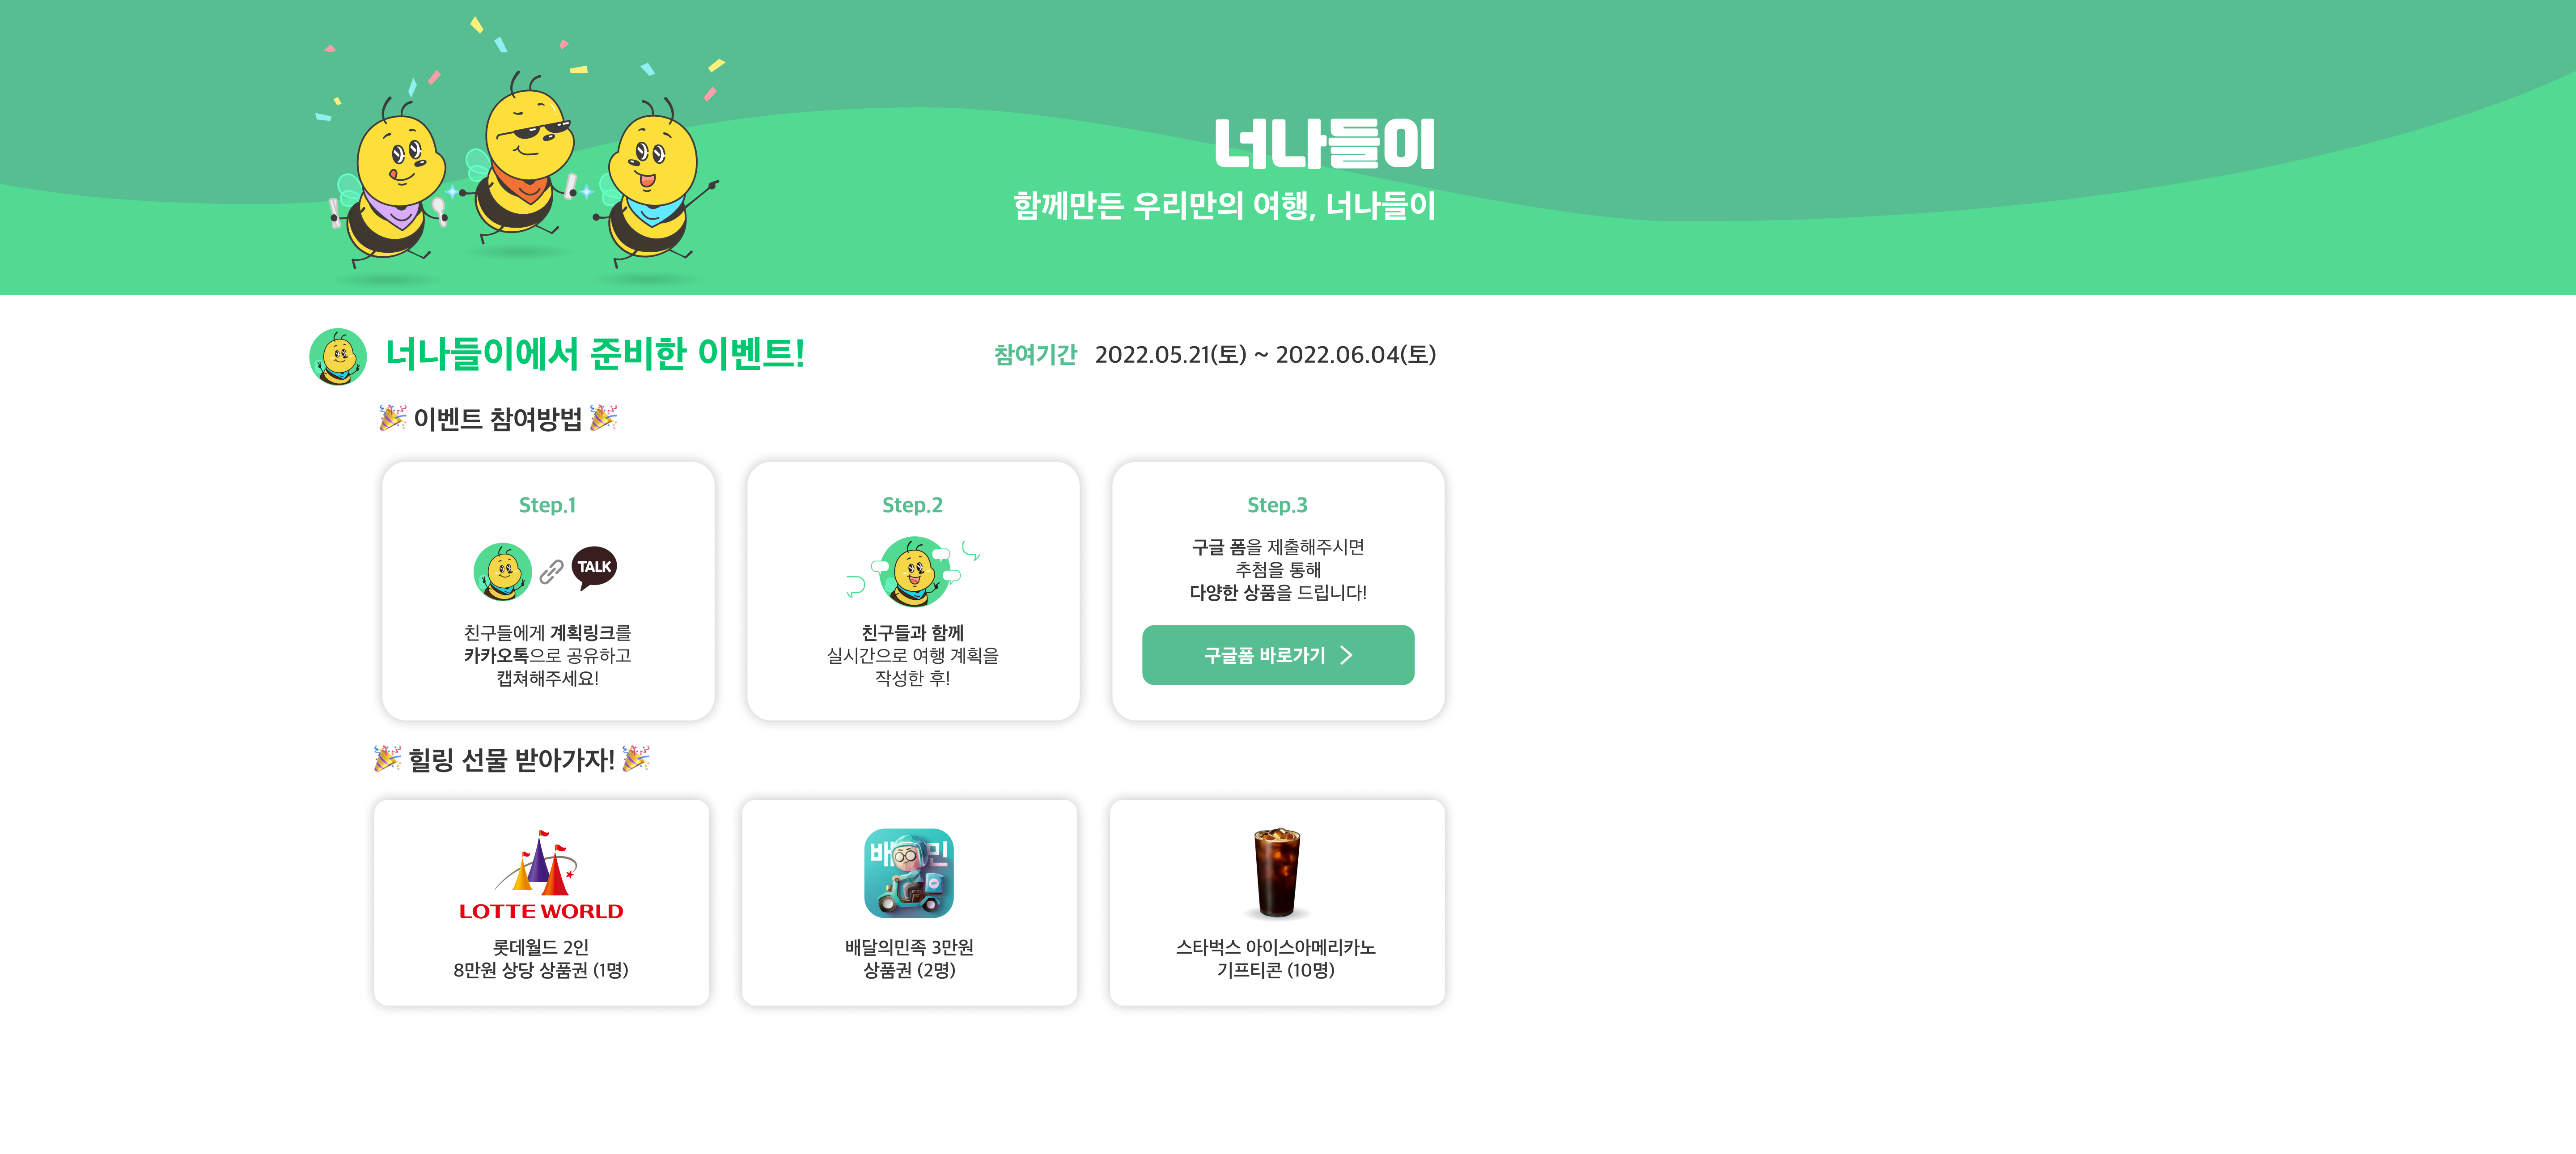 너나들이
함께만든 우리만의 여행, 너나들이
너나들이에서 준비한 이벤트!
참여기간 2022.05.21(토) ~ 2022.06.04(토)
이벤트 참여방법
Step.1
TALK
친구들에게 계획링크를
카카오톡으로 공유하고
캡쳐해주세요!
Step.2
친구들과 함께
실시간으로 여행 계획을
작성한 후!
Step.3
구글 폼을 제출해주시면
추첨을 통해
다양한 상품을 드립니다!
구글폼 바로가기
힐링 선물 받아가자!
LOTTE WORLD
롯데월드 2인
8만원 상당 상품권 (1명)
배 민
배달의민족 3만원
상품권 (2명)
스타벅스 아이스아메리카노
기프티콘 (10명)